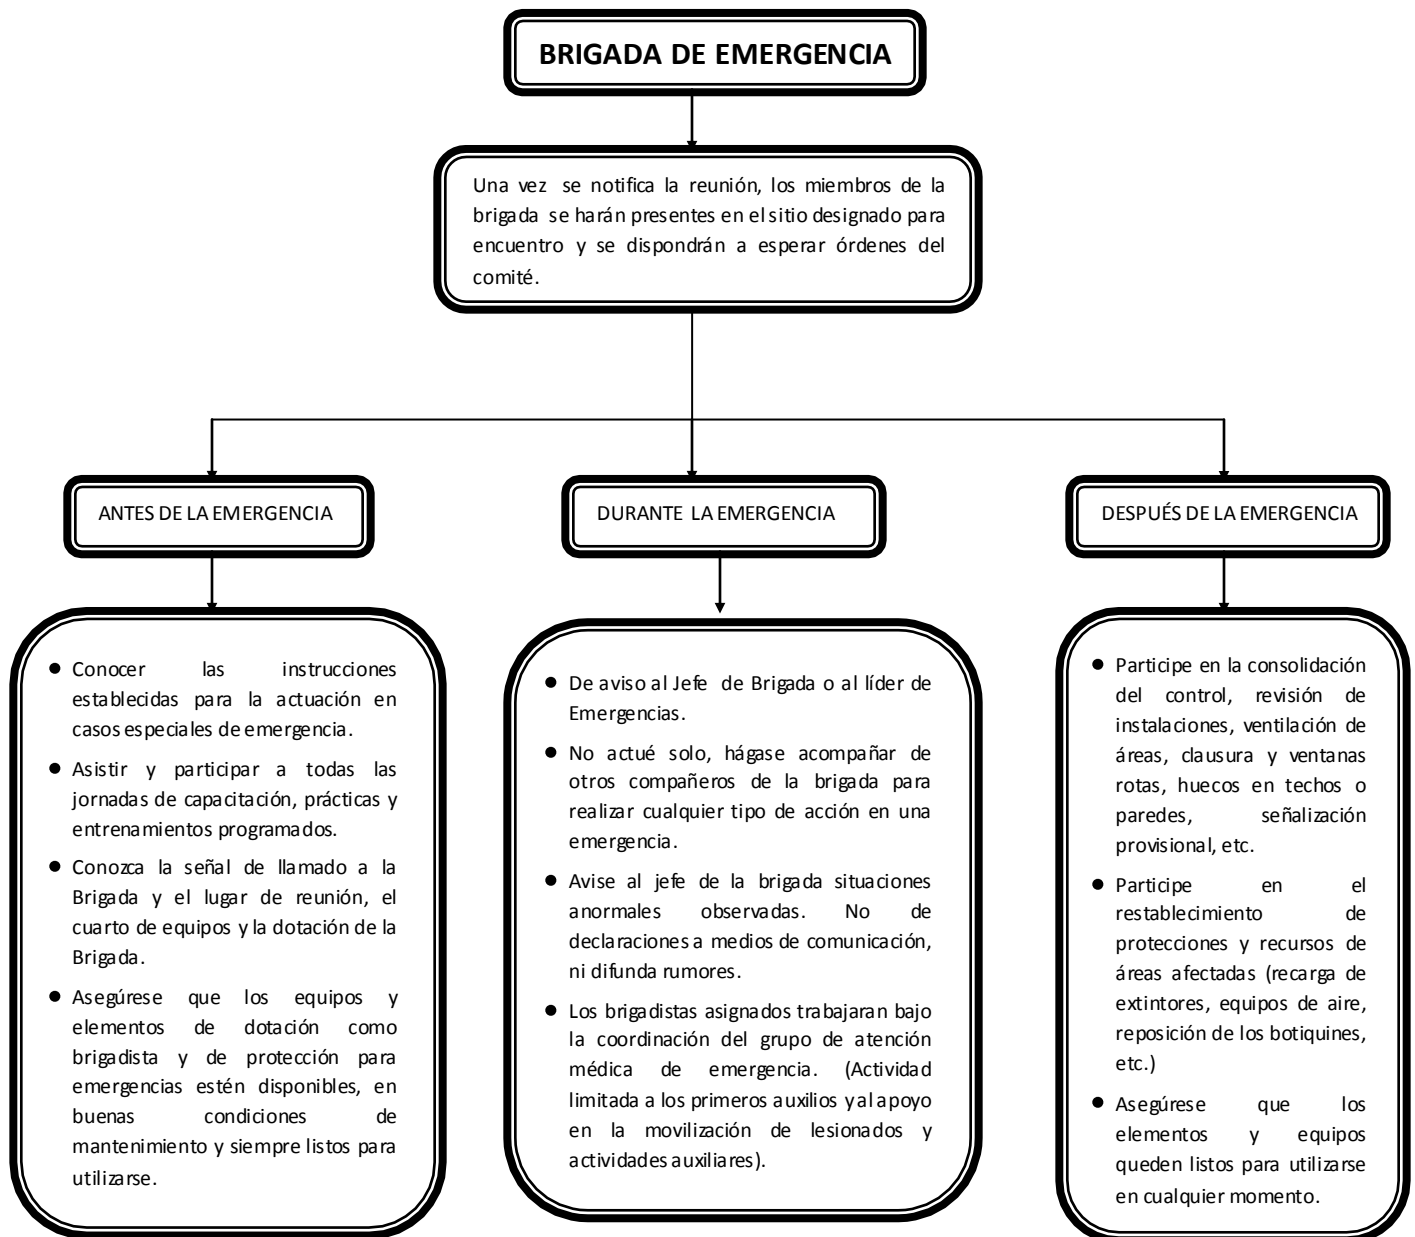 BRIGADA DE EMERGENCIA
Una vez se notifica la reunión, los miembros de la
brigada se harán presentes en el sitio designado para
encuentro y se dispondrán a esperar órdenes del
comité.
ANTES DE LA EMERGENCIA
● Conocer las instrucciones
establecidas para la actuación en
casos especiales de emergencia.
● Asistir y participar a todas las
jornadas de capacitación, prácticas y
entrenamientos programados.
● Conozca la señal de llamado a la
Brigada y el lugar de reunión, el
cuarto de equipos y la dotación de la
Brigada.
● Asegúrese que los equipos y
elementos de dotación como
brigadista y de protección para
emergencias estén disponibles, en
buenas condiciones de
mantenimiento y siempre listos para
utilizarse.
DURANTE LA EMERGENCIA
● De aviso al Jefe de Brigada o al líder de
Emergencias.
● No actué solo, hágase acompañar de
otros compañeros de la brigada para
realizar cualquier tipo de acción en una
emergencia.
● Avise al jefe de la brigada situaciones
anormales observadas. No de
declaraciones a medios de comunicación,
ni difunda rumores.
● Los brigadistas asignados trabajaran bajo
la coordinación del grupo de atención
médica de emergencia. (Actividad
limitada a los primeros auxilios y al apoyo
en la movilización de lesionados y
actividades auxiliares).
DESPUÉS DE LA EMERGENCIA
● Participe en la consolidación
del control, revisión de
instalaciones, ventilación de
áreas, clausura y ventanas
rotas, huecos en techos o
paredes, señalización
provisional, etc.
● Participe en el
restablecimiento de
protecciones y recursos de
áreas afectadas (recarga de
extintores, equipos de aire,
reposición de los botiquines,
etc.)
● Asegúrese que los
elementos y equipos
queden listos para utilizarse
en cualquier momento.